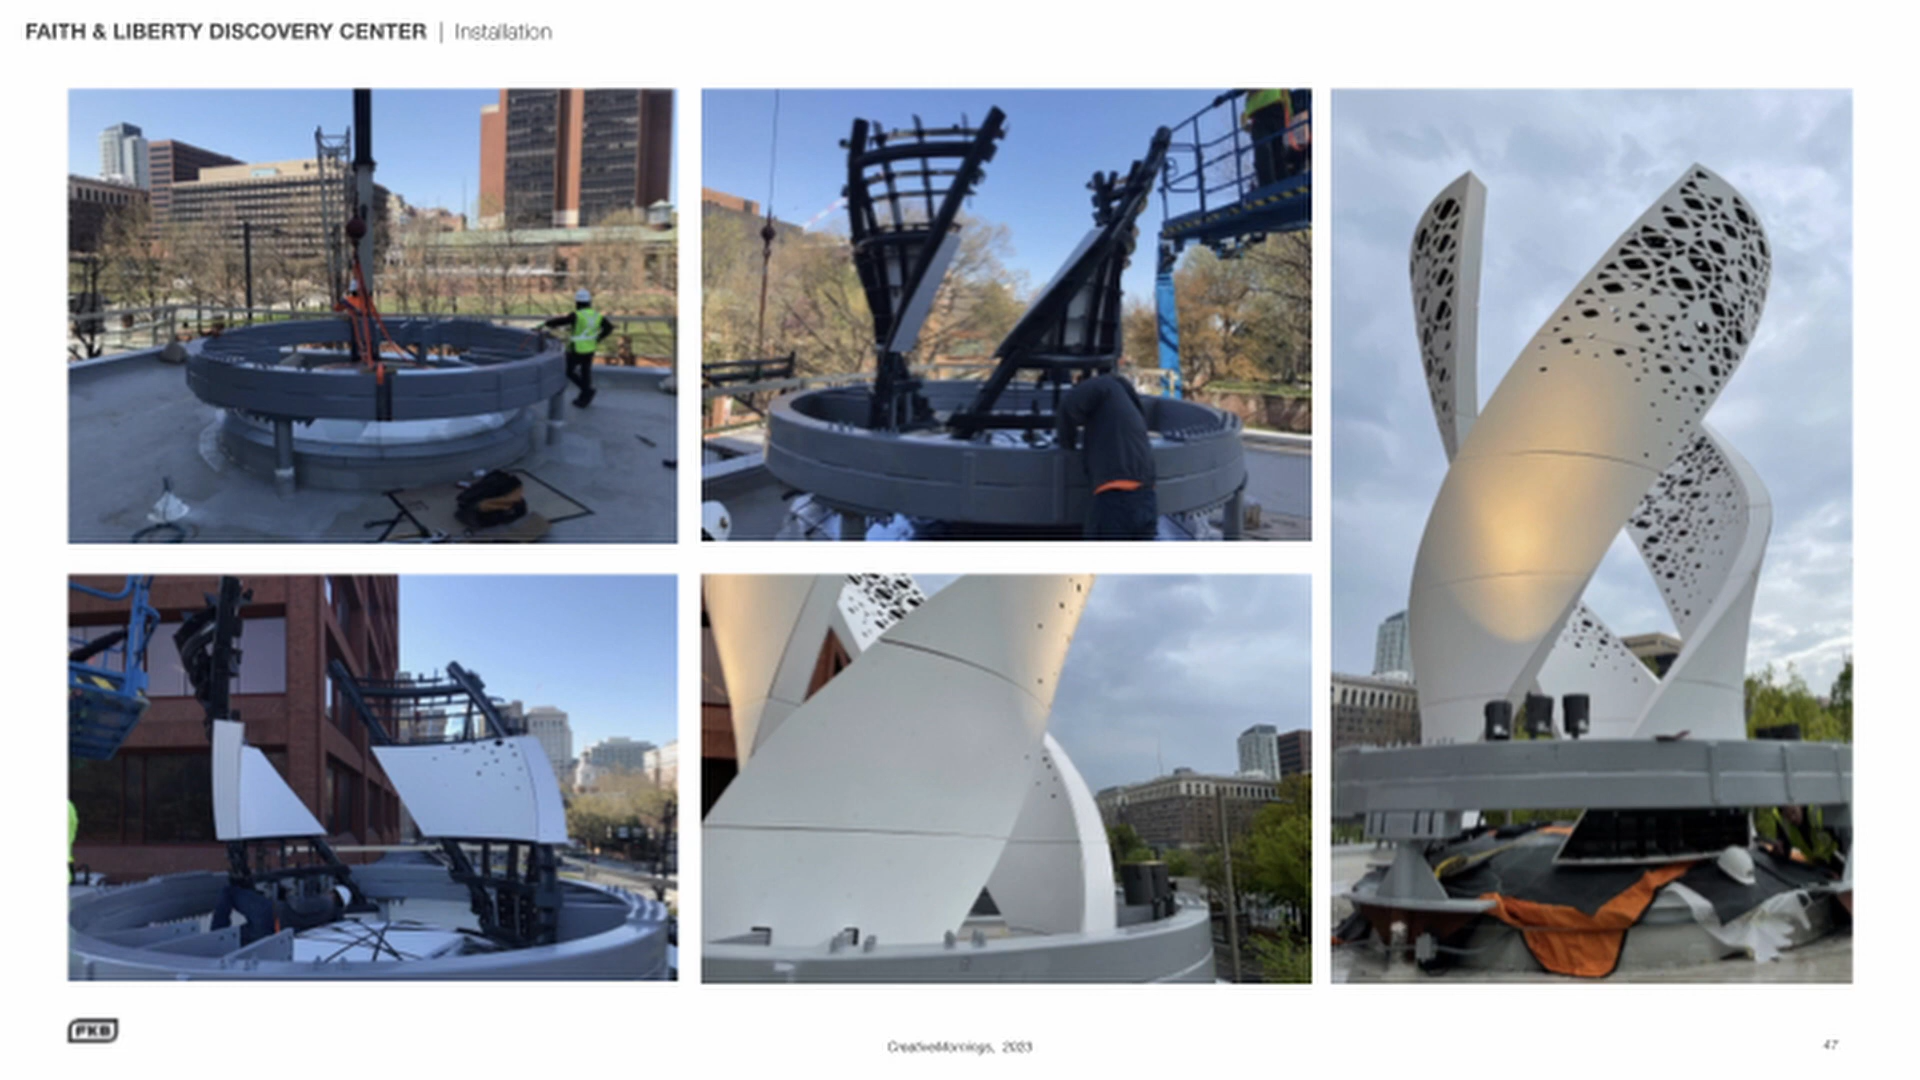 FAITH & LIBERTY DISCOVERY CENTER | Installation
FKB
CreativeMornings, 2023
47